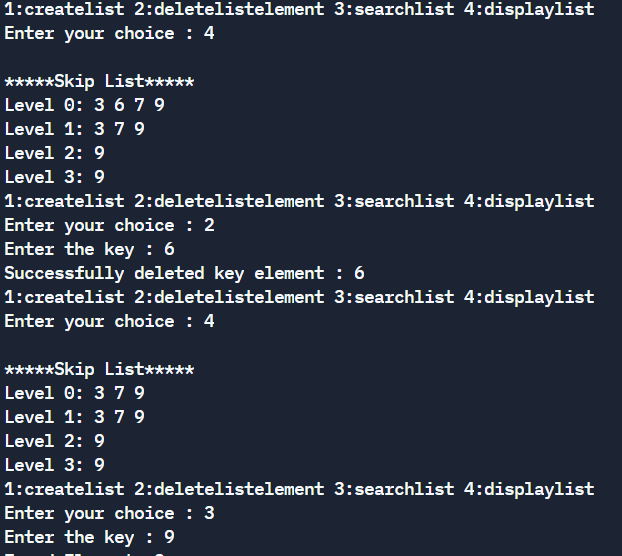 1:createlist 2:deletelistelement 3:searchlist 4:displaylist
Enter your choice : 4
*****Skip List*****
Level 0: 3 6 7 9
Level 1: 3 7 9
Level 2: 9
Level 3: 9
1:createlist 2:deletelistelement 3:searchlist 4:displaylist
Enter your choice : 2
Enter the key : 6
Successfully deleted key element : 6
1:createlist 2:deletelistelement 3:searchlist 4:displaylist
Enter your choice : 4
*****Skip List*****
Level 0: 3 7 9
Level 1: 3 7 9
Level 2: 9
Level 3: 9
1:createlist 2:deletelistelement 3:searchlist 4:displaylist
Enter your choice : 3
Enter the key : 9